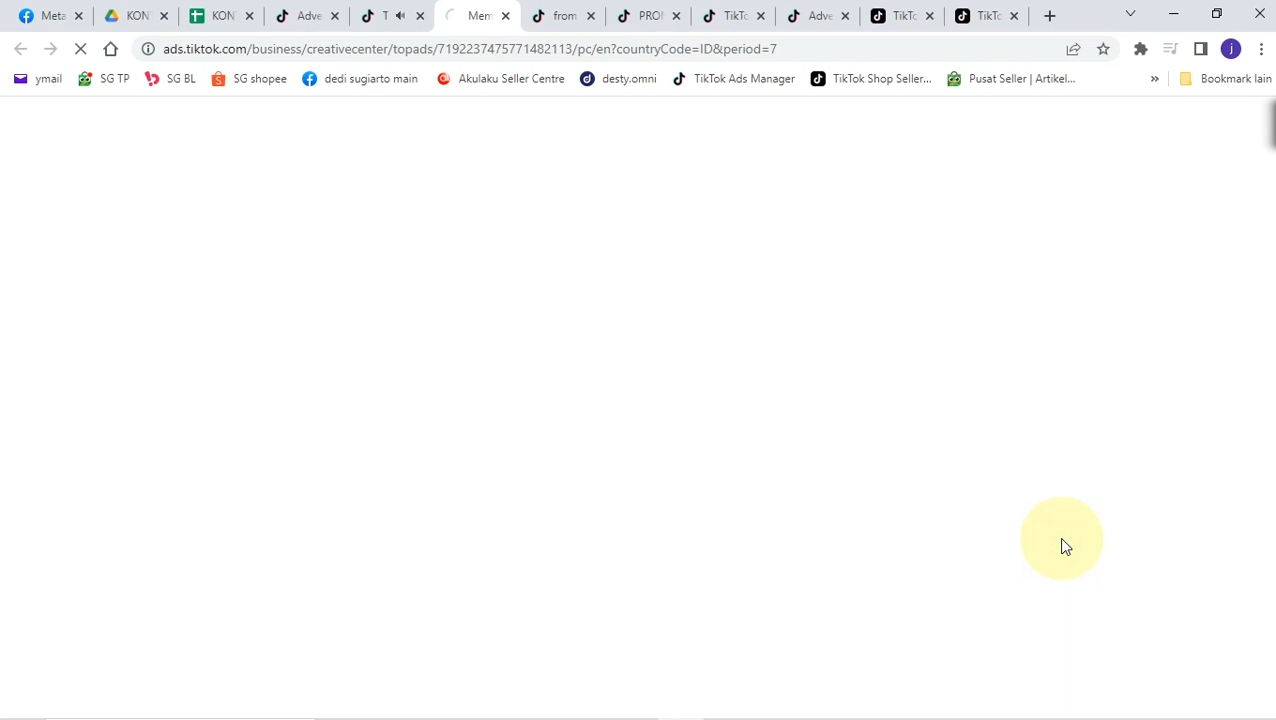 Meta KON KON Adve T Mem from PRO TikTo Adve TikTo TikTo
ads.tiktok.com/business/creativecenter/topads/7192237475771482113/pc/en?countryCode=ID&period=7 j
ymail SG TP SG BL SG shopee dedi sugiarto main Akulaku Seller Centre desty.omni TikTok Ads Manager TikTok Shop Seller... Pusat Seller | Artikel... » Bookmark lain